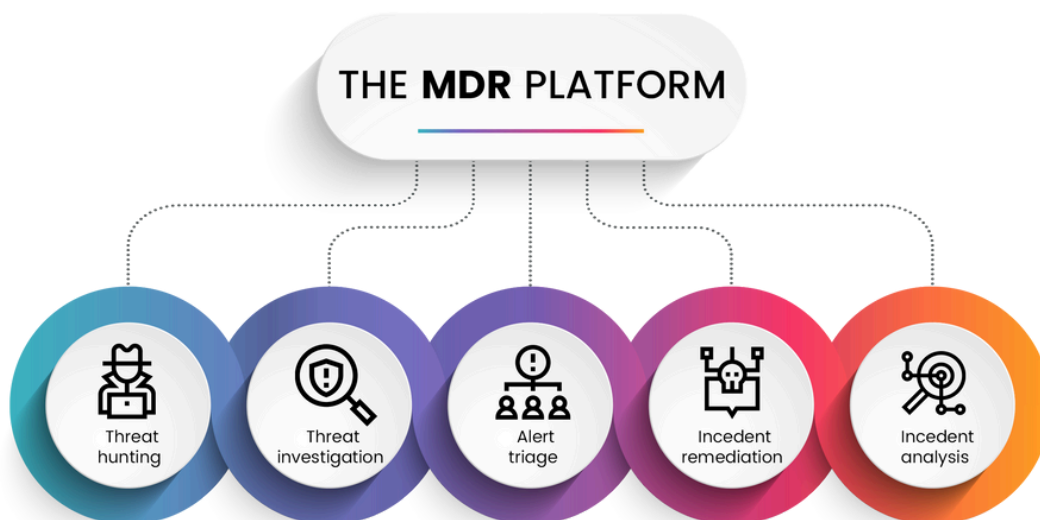 THE MDR PLATFORM
Threat
hunting
Threat
investigation
Alert
triage
Incedent
remediation
Incedent
analysis